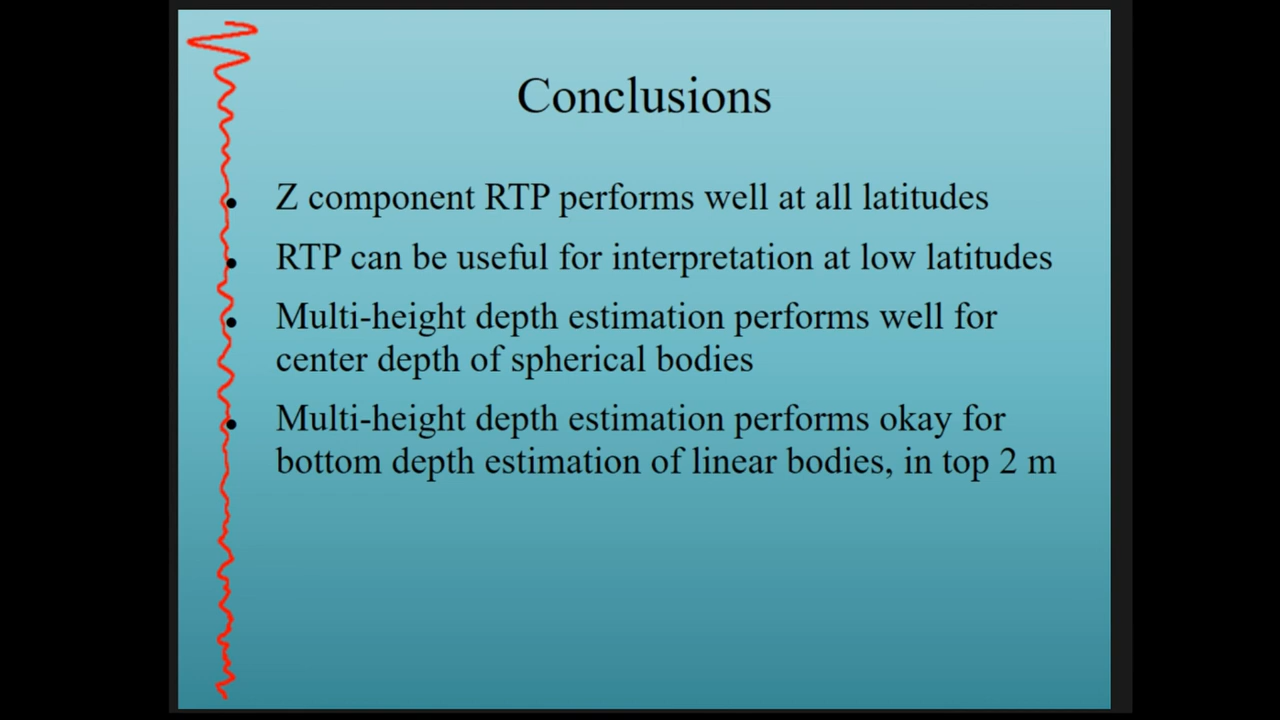 Conclusions
• Z component RTP performs well at all latitudes
• RTP can be useful for interpretation at low latitudes
• Multi-height depth estimation performs well for
center depth of spherical bodies
• Multi-height depth estimation performs okay for
bottom depth estimation of linear bodies, in top 2 m